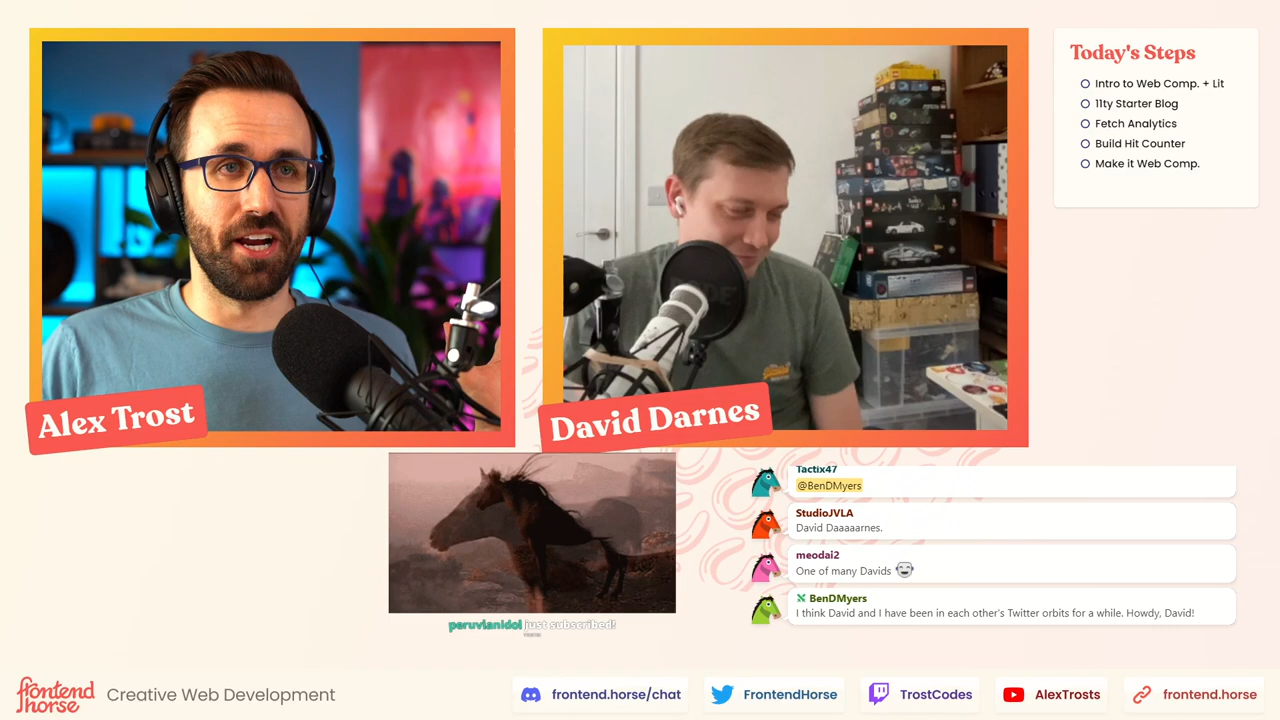 Alex Trost
David Darnes
Today's Steps
Intro to Web Comp. + Lit
11ty Starter Blog
Fetch Analytics
Build Hit Counter
Make it Web Comp.
peruvianidol just subscribed!
Tactix47
@BenDMyers
StudioJVLA
David Daaaaarnes.
meodai2
One of many Davids
BenDMyers
I think David and I have been in each other's Twitter orbits for a while. Howdy, David!
frontend horse
Creative Web Development
frontend.horse/chat
FrontendHorse
TrostCodes
AlexTrosts
frontend.horse